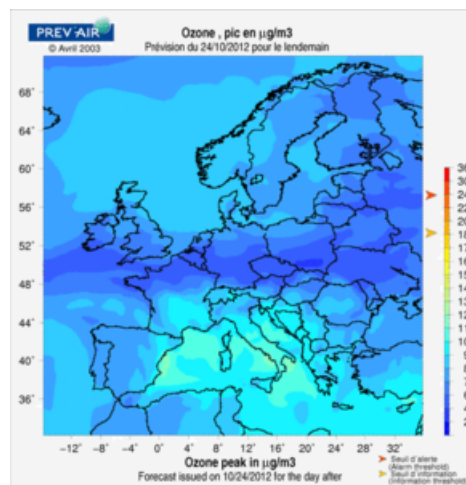 PREV'AIR
© Avril 2003
Ozone , pic en µg/m3
Prévision du 24/10/2012 pour le lendemain
68°
64°
60°
56°
52°
48°
44°
40°
36°
-12° -8° -4° 0° 4° 8° 12° 16° 20° 24° 28° 32°
Ozone peak in µg/m3
Forecast issued on 10/24/2012 for the day after
Seuil d'alerte
(Alarm threshold)
Seuil d'information
(Information threshold)